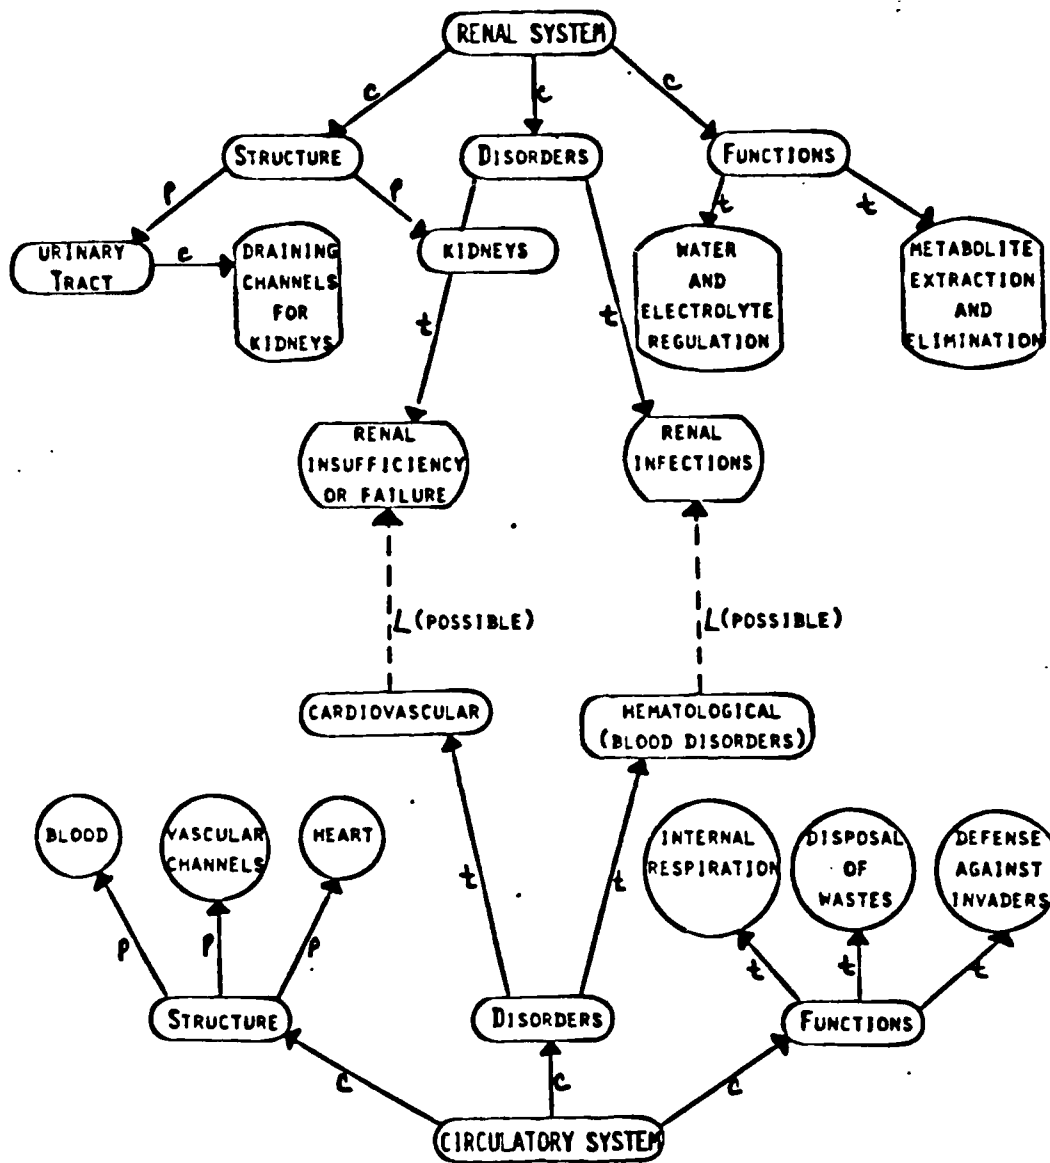 RENAL SYSTEM
c
c
c
STRUCTURE
DISORDERS
FUNCTIONS
p
p
t
t
URINARY
TRACT
c
DRAINING
CHANNELS
FOR
KIDNEYS
KIDNEYS
WATER
AND
ELECTROLYTE
REGULATION
METABOLITE
EXTRACTION
AND
ELIMINATION
t
t
RENAL
INSUFFICIENCY
OR FAILURE
RENAL
INFECTIONS
L(POSSIBLE)
L(POSSIBLE)
CARDIOVASCULAR
HEMATOLOGICAL
(BLOOD DISORDERS)
BLOOD
VASCULAR
CHANNELS
HEART
INTERNAL
RESPIRATION
DISPOSAL
OF
WASTES
DEFENSE
AGAINST
INVADERS
t
t
p
p
p
t
t
t
STRUCTURE
DISORDERS
FUNCTIONS
c
c
c
CIRCULATORY SYSTEM